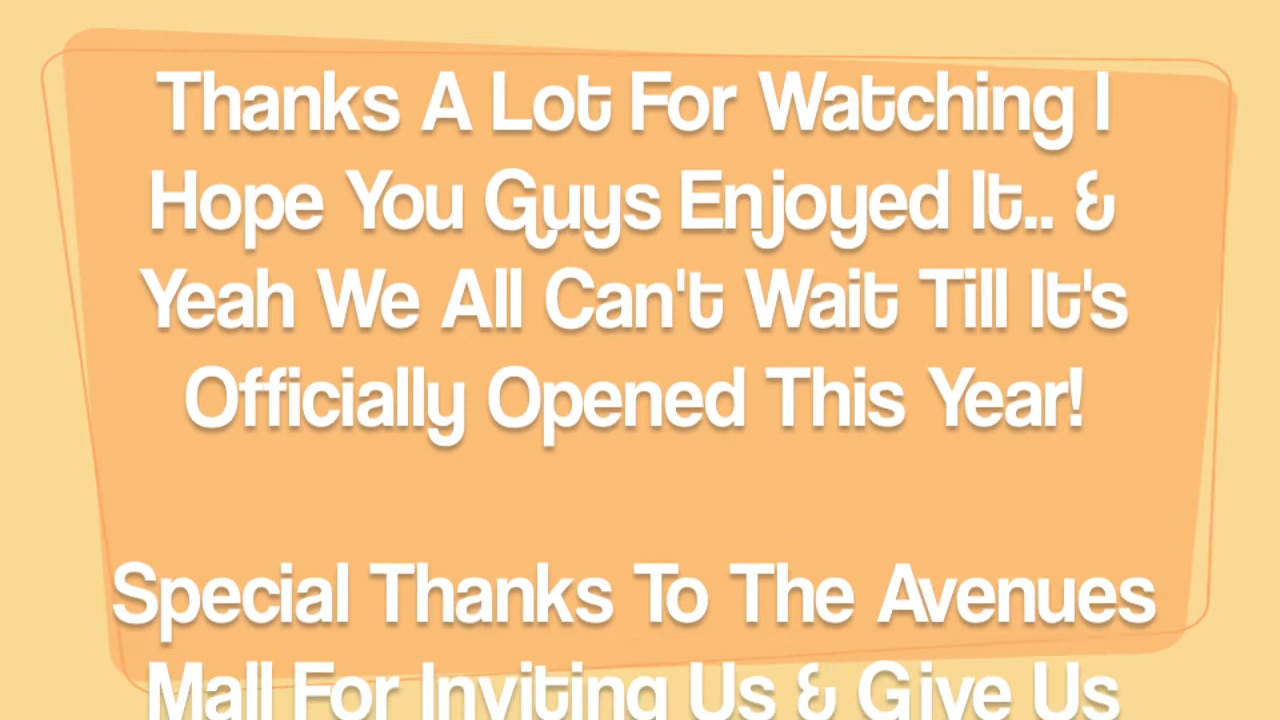 Thanks A Lot For Watching I
Hope You Guys Enjoyed It.. &
Yeah We All Can't Wait Till It's
Officially Opened This Year!
Special Thanks To The Avenues
Mall For Inviting Us & Give Us